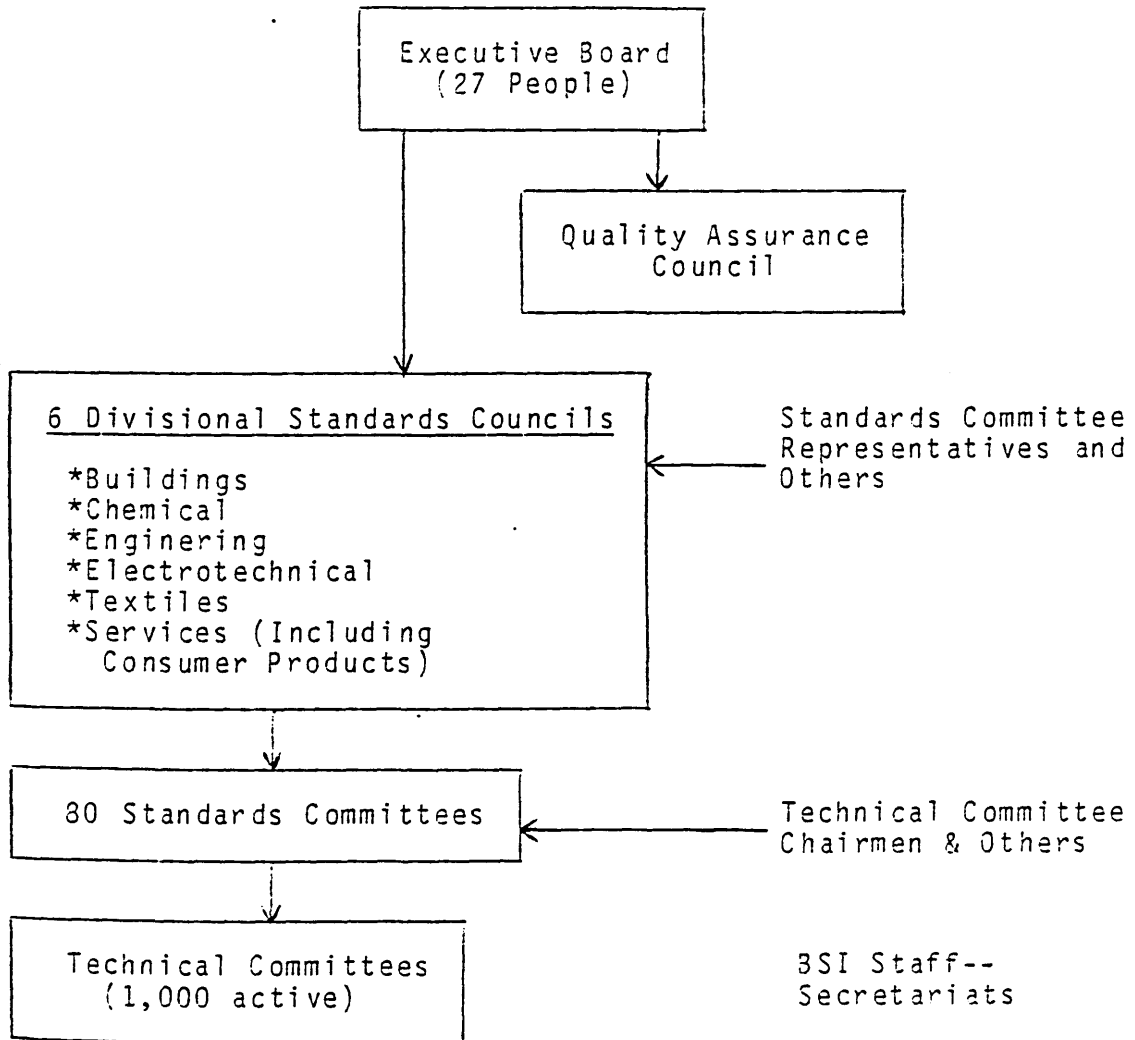 Executive Board
(27 People)
Quality Assurance
Council
6 Divisional Standards Councils
*Buildings
*Chemical
*Enginering
*Electrotechnical
*Textiles
*Services (Including
Consumer Products)
Standards Committee
Representatives and
Others
80 Standards Committees
Technical Committee
Chairmen & Others
Technical Committees
(1,000 active)
BSI Staff--
Secretariats